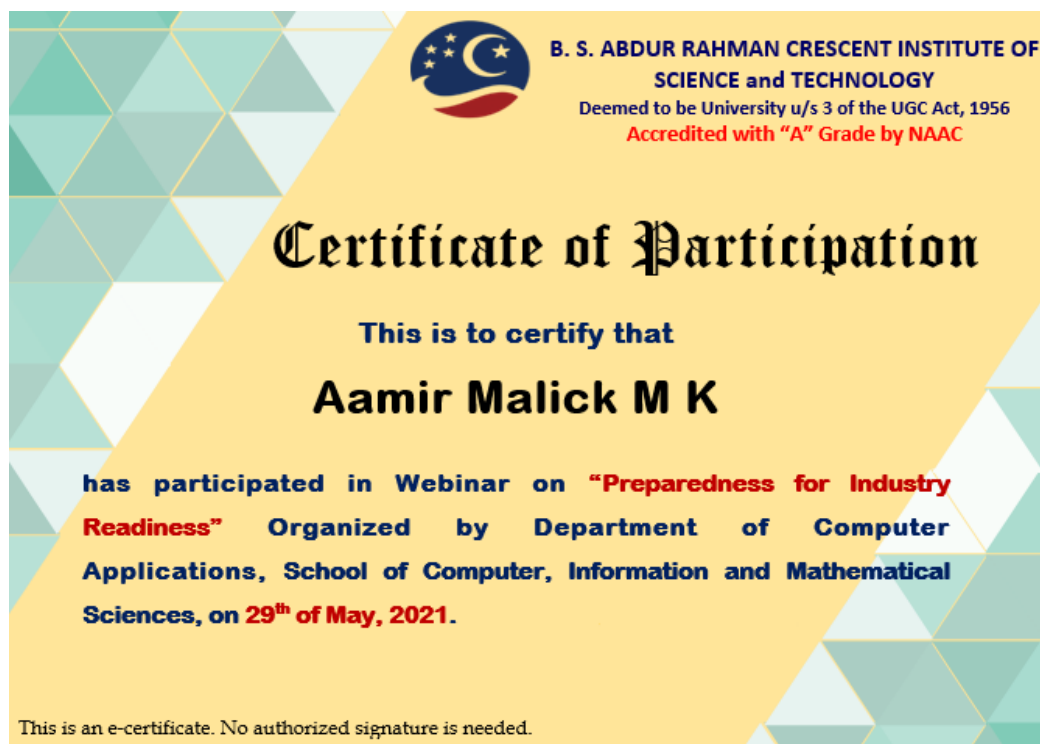 B. S. ABDUR RAHMAN CRESCENT INSTITUTE OF
SCIENCE and TECHNOLOGY
Deemed to be University u/s 3 of the UGC Act, 1956
Accredited with “A” Grade by NAAC
Certificate of Participation
This is to certify that
Aamir Malick M K
has participated in Webinar on “Preparedness for Industry
Readiness” Organized by Department of Computer
Applications, School of Computer, Information and Mathematical
Sciences, on 29th of May, 2021.
This is an e-certificate. No authorized signature is needed.